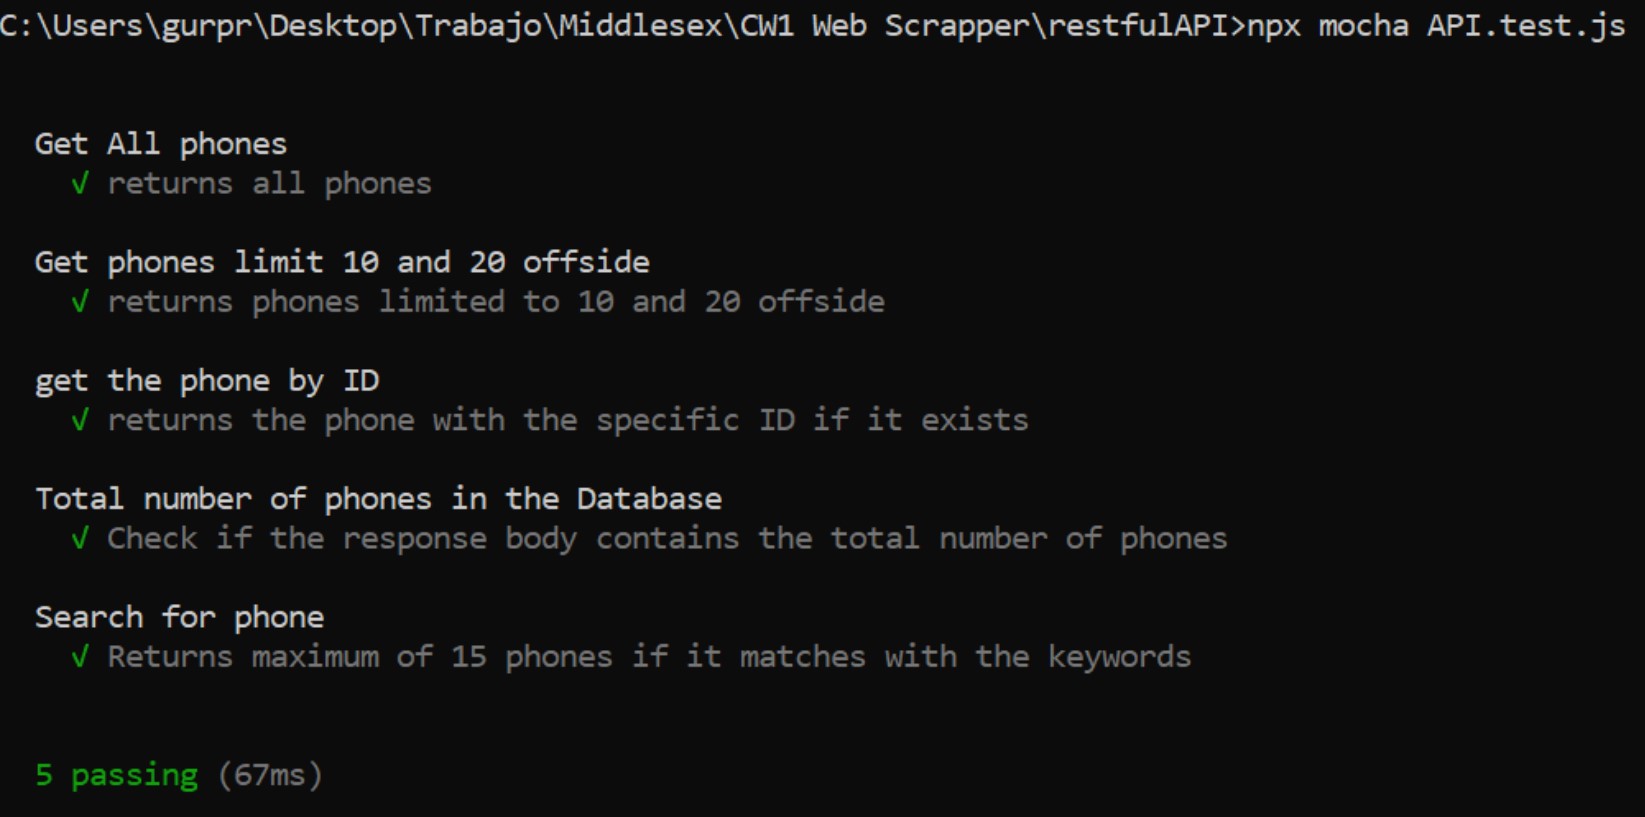 C:\Users\gurpr\Desktop\Trabajo\Middlesex\CW1 Web Scrapper\restfulAPI>npx mocha API.test.js
Get All phones
√ returns all phones
Get phones limit 10 and 20 offside
√ returns phones limited to 10 and 20 offside
get the phone by ID
√ returns the phone with the specific ID if it exists
Total number of phones in the Database
√ Check if the response body contains the total number of phones
Search for phone
√ Returns maximum of 15 phones if it matches with the keywords
5 passing (67ms)